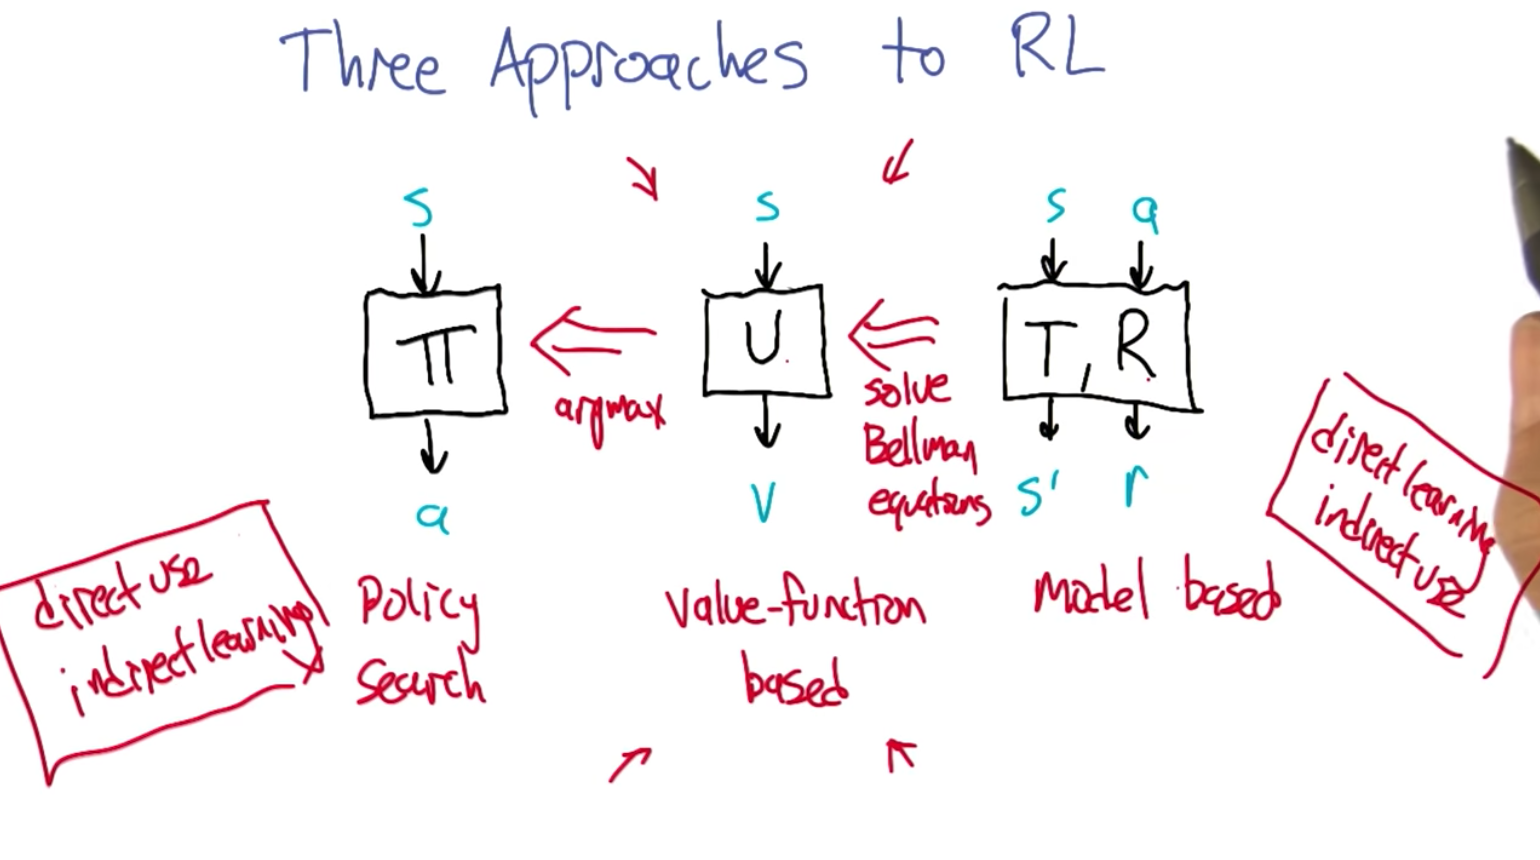 Three Approaches to RL
s
s
s a
π
U
T, R
argmax
solve
Bellman
equations
a
v
s' r
direct use
indirect learning
Policy
Search
value-function
based
model based
direct learning
indirect use